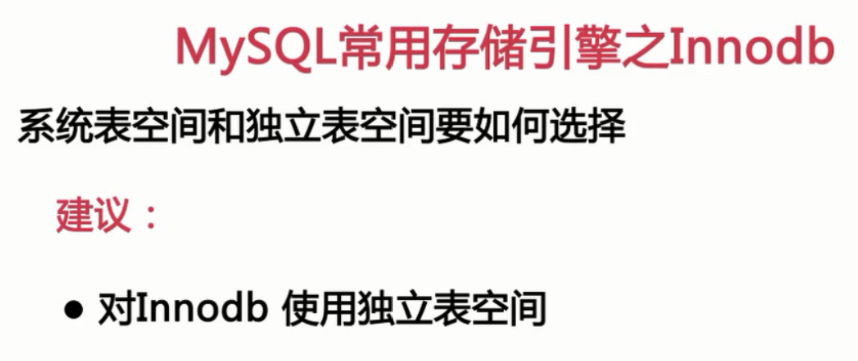 MySQL常用存储引擎之Innodb
系统表空间和独立表空间要如何选择
建议：
● 对Innodb 使用独立表空间